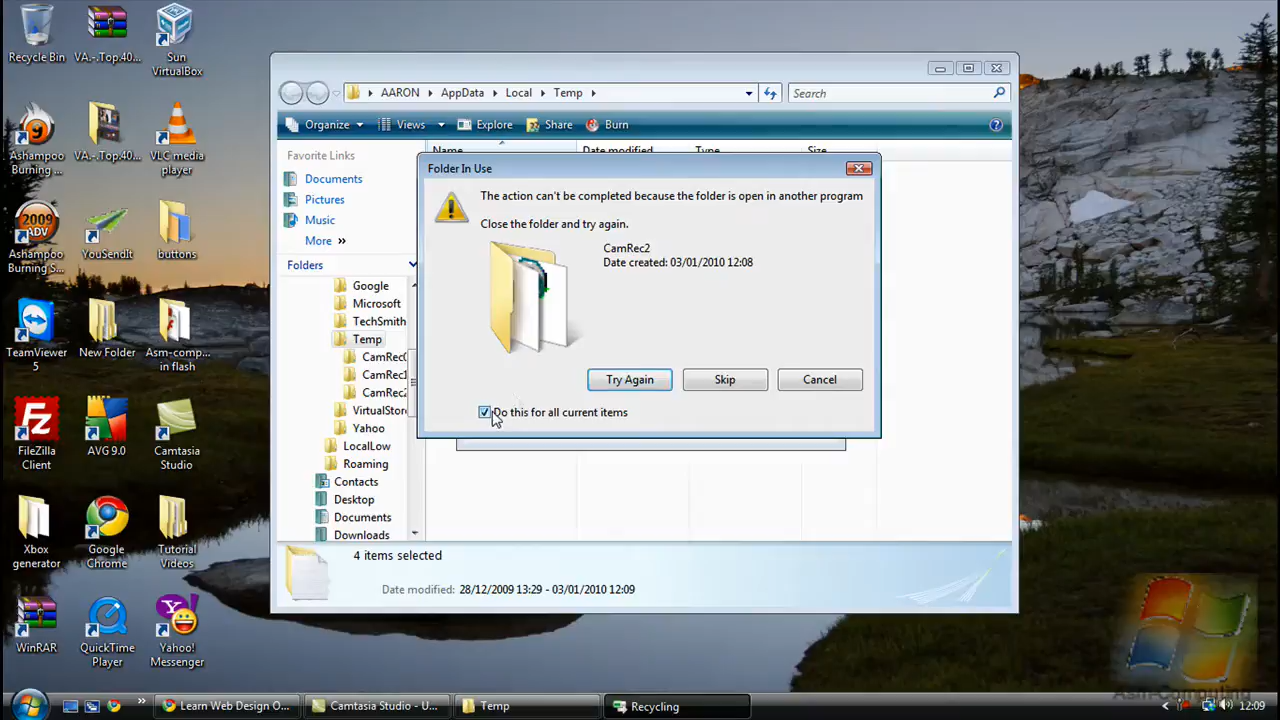 Recycle Bin
VA.-.Top.40...
Sun
VirtualBox
Ashampoo
Burning ...
VA.-.Top.40...
VLC media
player
Ashampoo
Burning S...
YouSendIt
buttons
TeamViewer
5
New Folder
Asm-comp...
in flash
FileZilla
Client
AVG 9.0
Camtasia
Studio
Xbox
generator
Google
Chrome
Tutorial
Videos
WinRAR
QuickTime
Player
Yahoo!
Messenger
AARON
AppData
Local
Temp
Search
Organize
Views
Explore
Share
Burn
Name
Date modified
Type
Size
Favorite Links
Documents
Pictures
Music
More »
Folders
Google
Microsoft
TechSmith
Temp
CamRec0
CamRec1
CamRec2
VirtualStore
Yahoo
LocalLow
Roaming
Contacts
Desktop
Documents
Downloads
Folder In Use
The action can't be completed because the folder is open in another program
Close the folder and try again.
CamRec2
Date created: 03/01/2010 12:08
Try Again
Skip
Cancel
Do this for all current items
4 items selected
Date modified: 28/12/2009 13:29 - 03/01/2010 12:09
Asm-Computing
Learn Web Design O...
Camtasia Studio - U...
Temp
Recycling
12:09